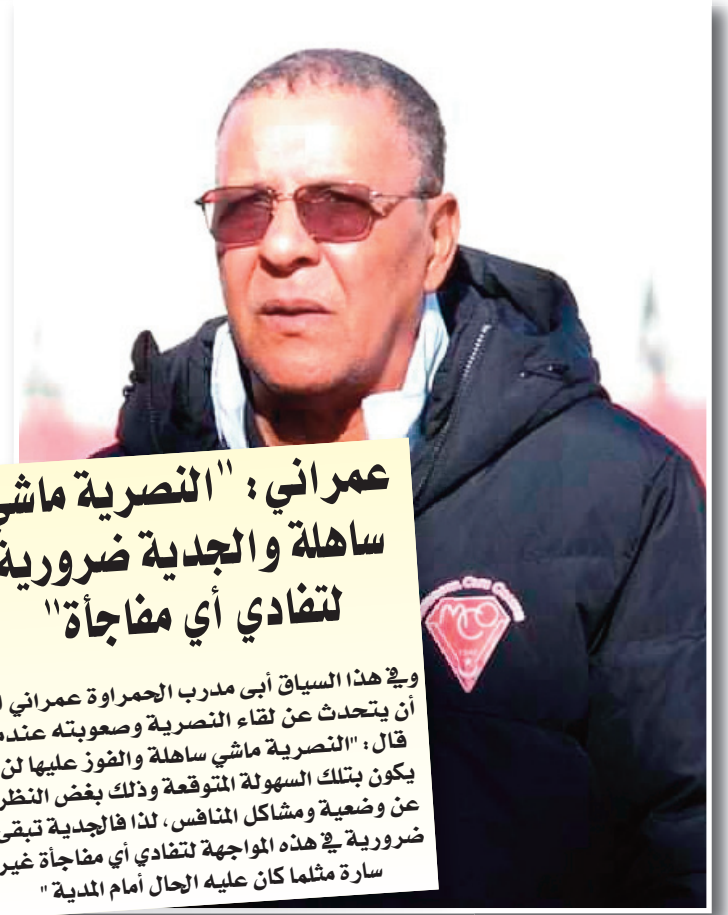 عمراني: "النصرية ماشي
ساهلة والجدية ضرورية
لتفادي أي مفاجأة"
وفي هذا السياق أبى مدرب الحمراوة عمراني
أن يتحدث عن لقاء النصرية وصعوبته
قال: "النصرية ماشي ساهلة والفوز عليها لن
يكون بتلك السهولة المتوقعة وذلك بغض النظر
عن وضعية ومشاكل المنافس، لذا فالجدية تبقى
ضرورية في هذه المواجهة لتفادي أي مفاجأة غير
سارة مثلما كان عليه الحال أمام المدية "
MCO